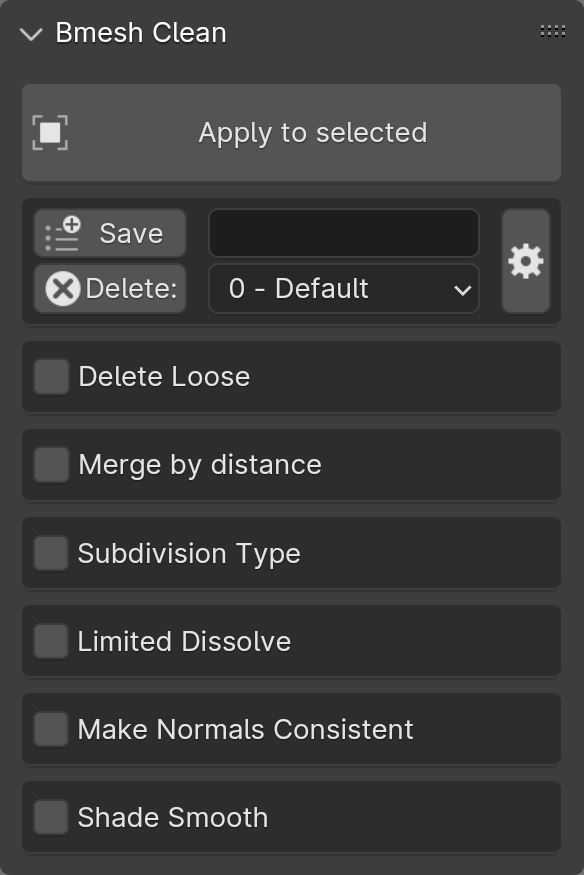 Bmesh Clean
Apply to selected
Save
Delete: 0 - Default
Delete Loose
Merge by distance
Subdivision Type
Limited Dissolve
Make Normals Consistent
Shade Smooth